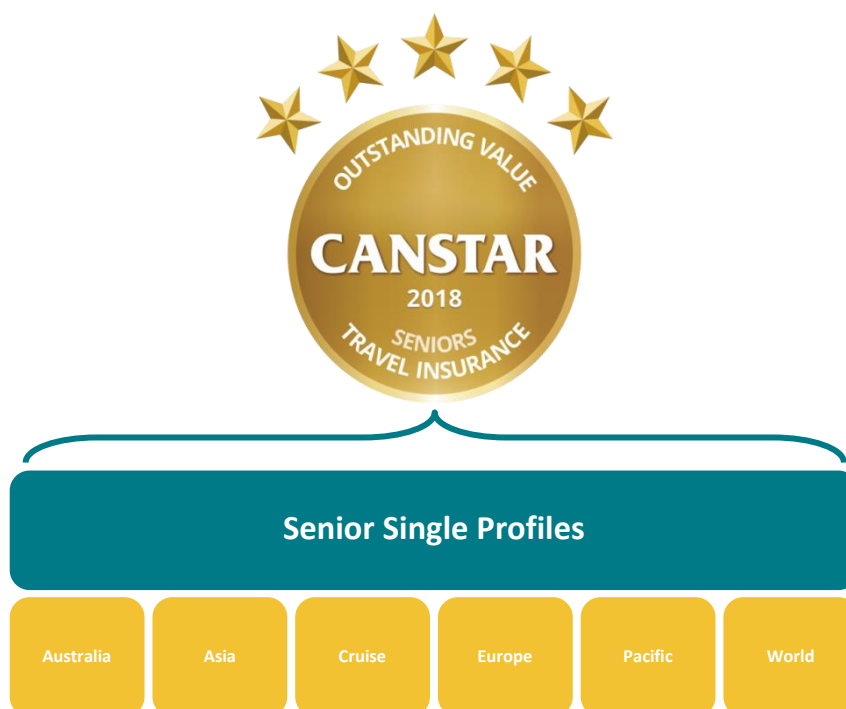 OUTSTANDING VALUE
CANSTAR
2018
SENIORS
TRAVEL INSURANCE
Senior Single Profiles
Australia
Asia
Cruise
Europe
Pacific
World